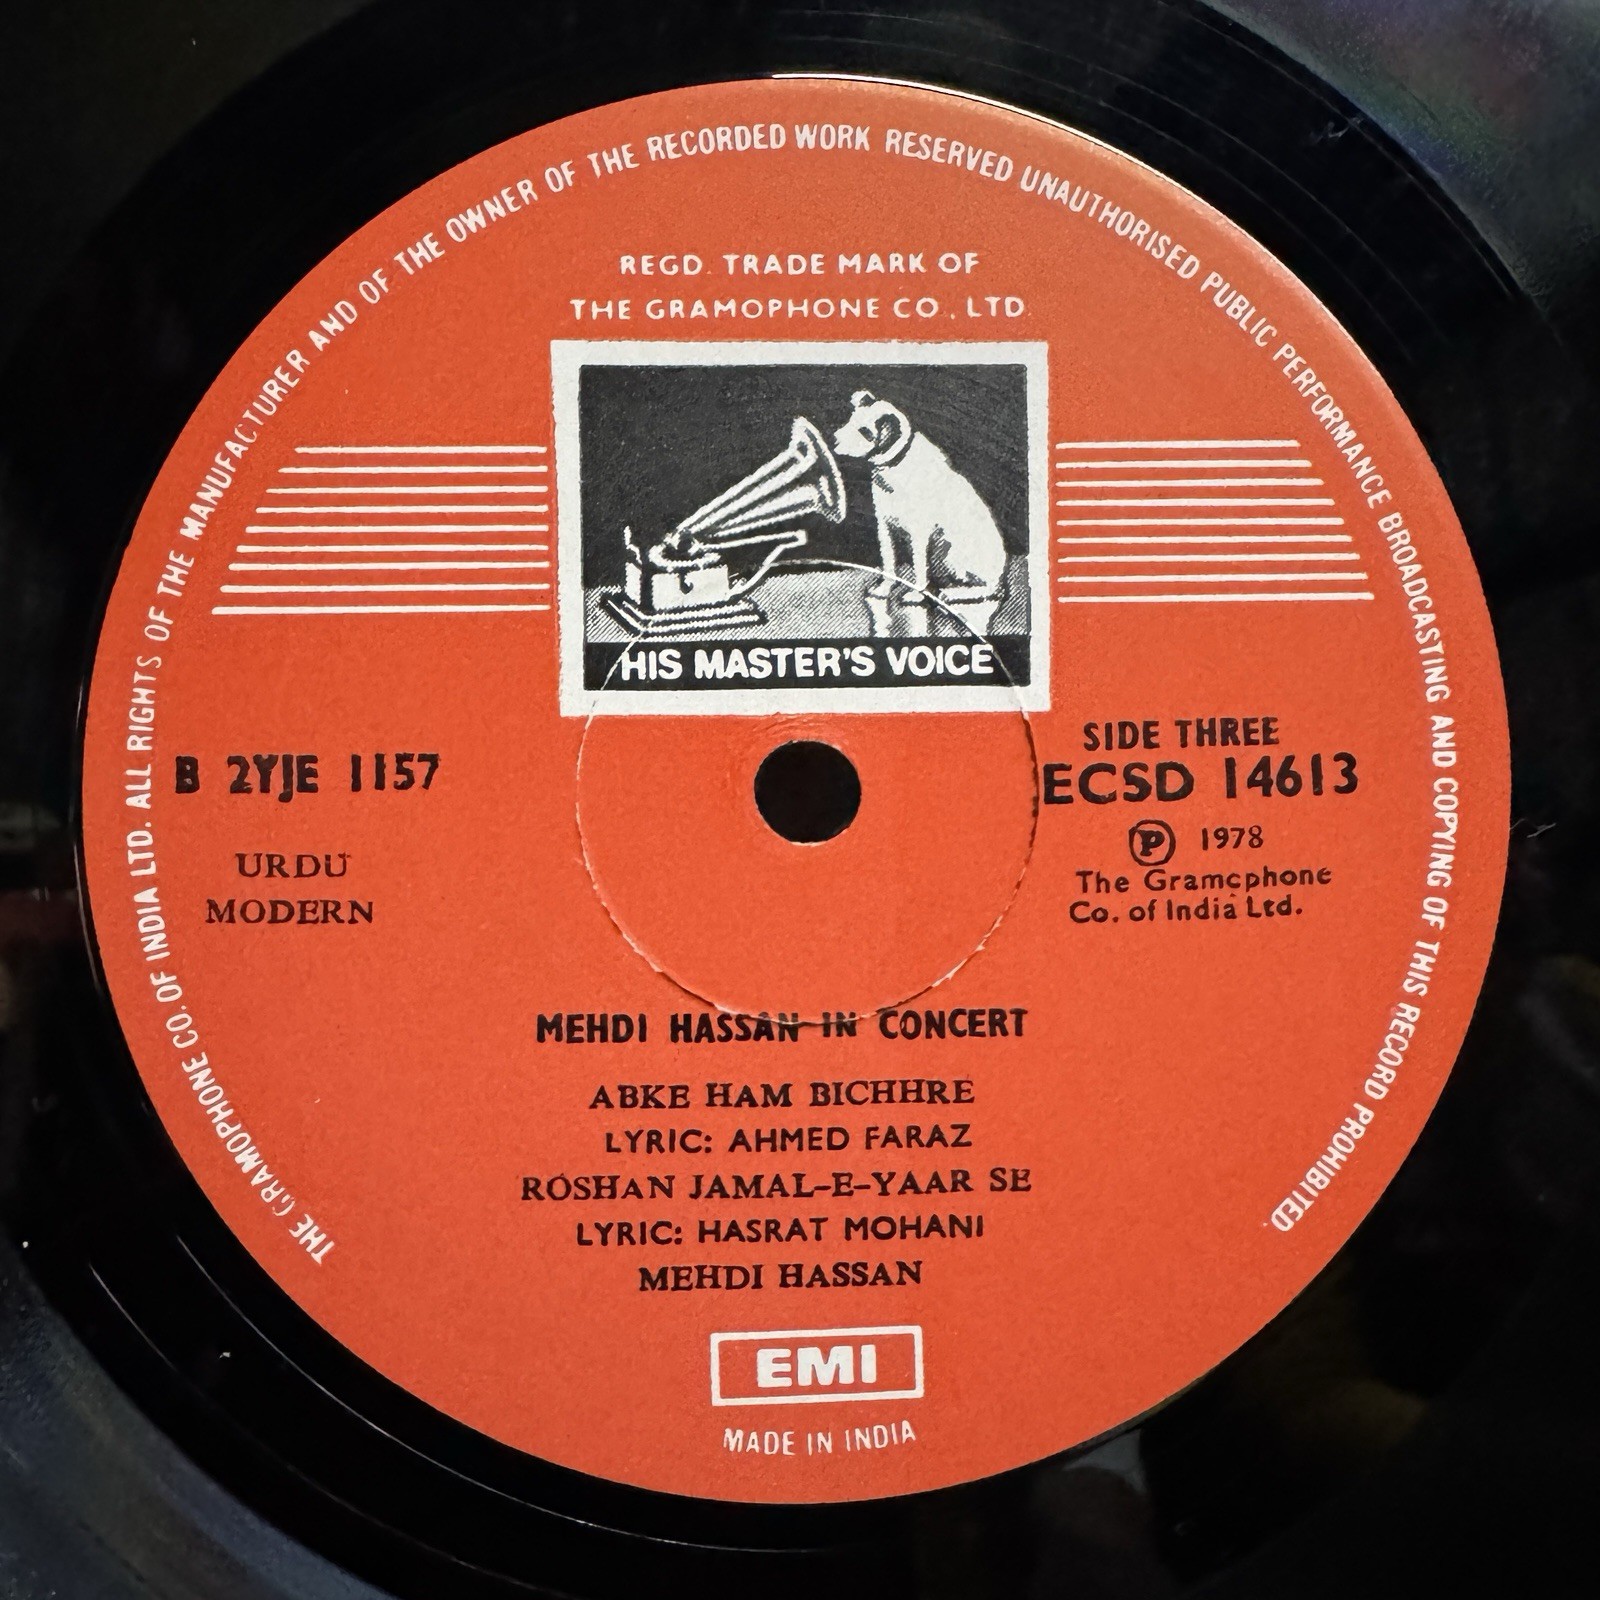 THE GRAMOPHONE CO. OF INDIA LTD. ALL RIGHTS OF THE MANUFACTURER AND OF THE OWNER OF THE RECORDED WORK RESERVED UNAUTHORISED PUBLIC PERFORMANCE BROADCASTING AND COPYING OF THIS RECORD PROHIBITED
REGD. TRADE MARK OF
THE GRAMOPHONE CO., LTD
HIS MASTER'S VOICE
B 2YJE 1157
URDU
MODERN
SIDE THREE
ECSD 14613
℗ 1978
The Gramophone
Co. of India Ltd.
MEHDI HASSAN IN CONCERT
ABKE HAM BICHHRE
LYRIC: AHMED FARAZ
ROSHAN JAMAL-E-YAAR SE
LYRIC: HASRAT MOHANI
MEHDI HASSAN
EMI
MADE IN INDIA